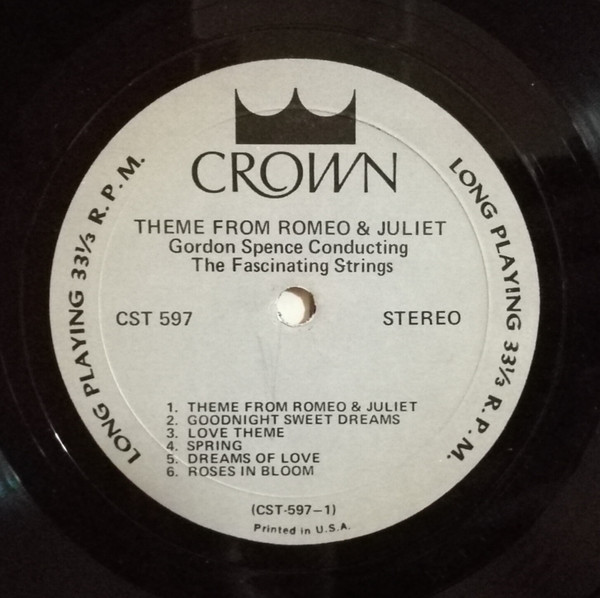 CROWN
LONG PLAYING 33⅓ R.P.M.
LONG PLAYING 33⅓ R.P.M.
THEME FROM ROMEO & JULIET
Gordon Spence Conducting
The Fascinating Strings
CST 597
STEREO
1. THEME FROM ROMEO & JULIET
2. GOODNIGHT SWEET DREAMS
3. LOVE THEME
4. SPRING
5. DREAMS OF LOVE
6. ROSES IN BLOOM
(CST-597-1)
Printed in U.S.A.